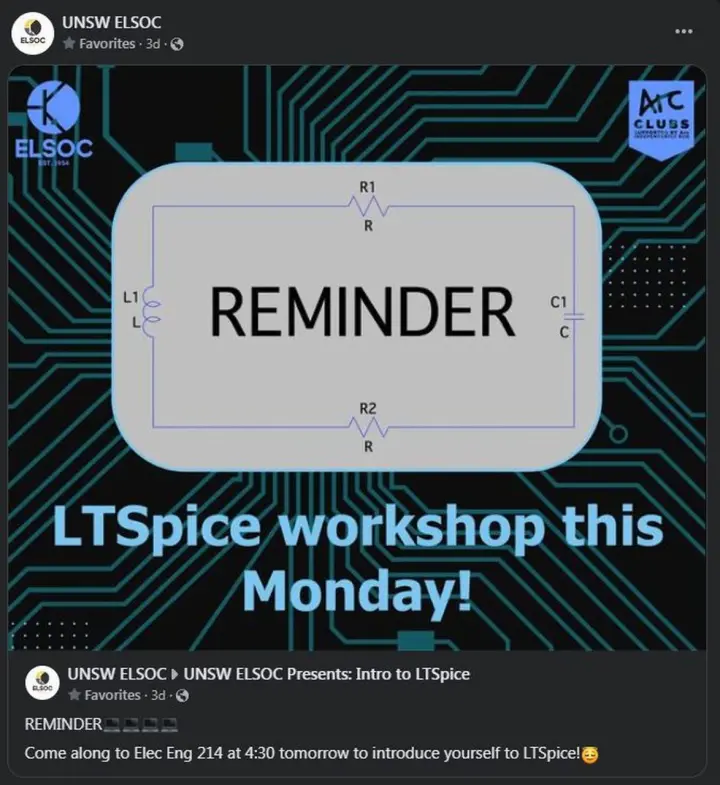 UNSW ELSOC
Favorites · 3d ·
ELSOC
ELSOC
EST. 1954
ArC
CLUBS
R1
R
L1
L
REMINDER
C1
C
R2
R
LTSpice workshop this
Monday!
UNSW ELSOC UNSW ELSOC Presents: Intro to LTSpice
ELSOC
Favorites · 3d ·
REMINDER💻💻💻💻
Come along to Elec Eng 214 at 4:30 tomorrow to introduce yourself to LTSpice!😊